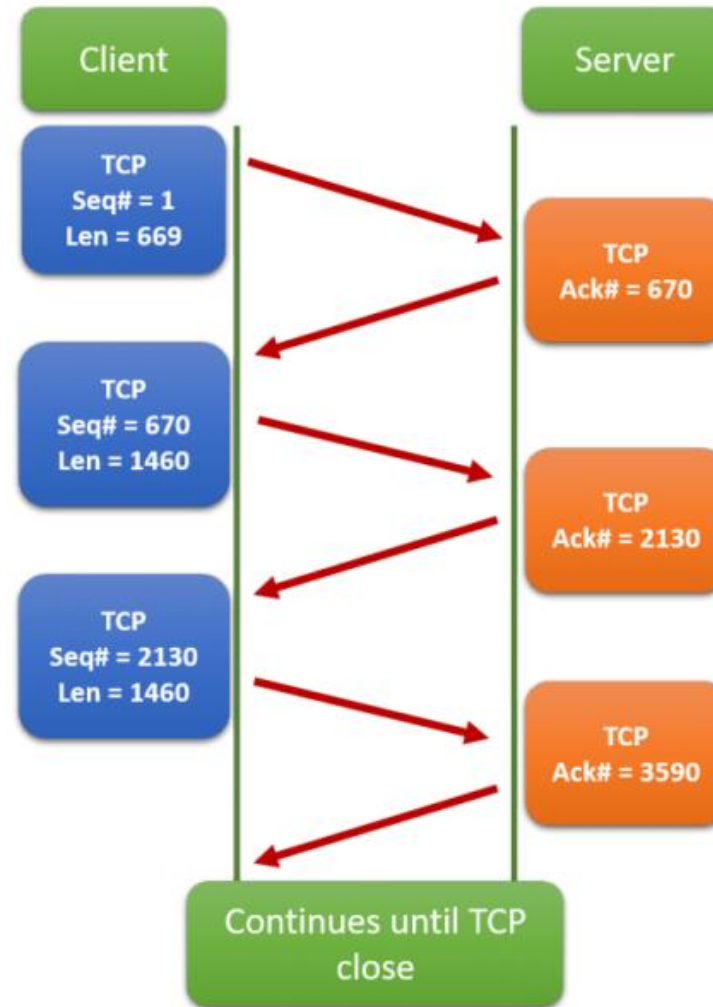 Client
Server
TCP
Seq# = 1
Len = 669
TCP
Ack# = 670
TCP
Seq# = 670
Len = 1460
TCP
Ack# = 2130
TCP
Seq# = 2130
Len = 1460
TCP
Ack# = 3590
Continues until TCP
close